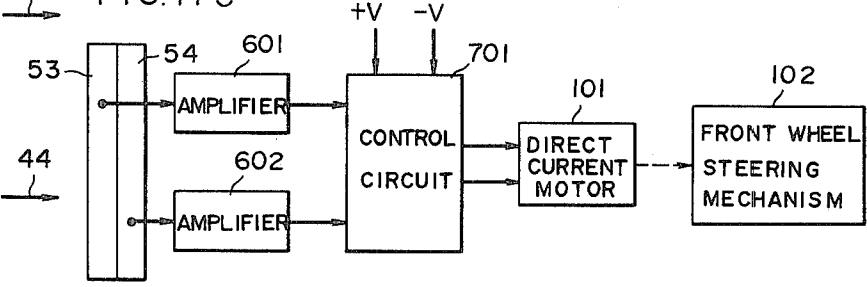 +V -V
53 54 601 701
AMPLIFIER
101 102
CONTROL
CIRCUIT
DIRECT
CURRENT
MOTOR
FRONT WHEEL
STEERING
MECHANISM
44
602
AMPLIFIER